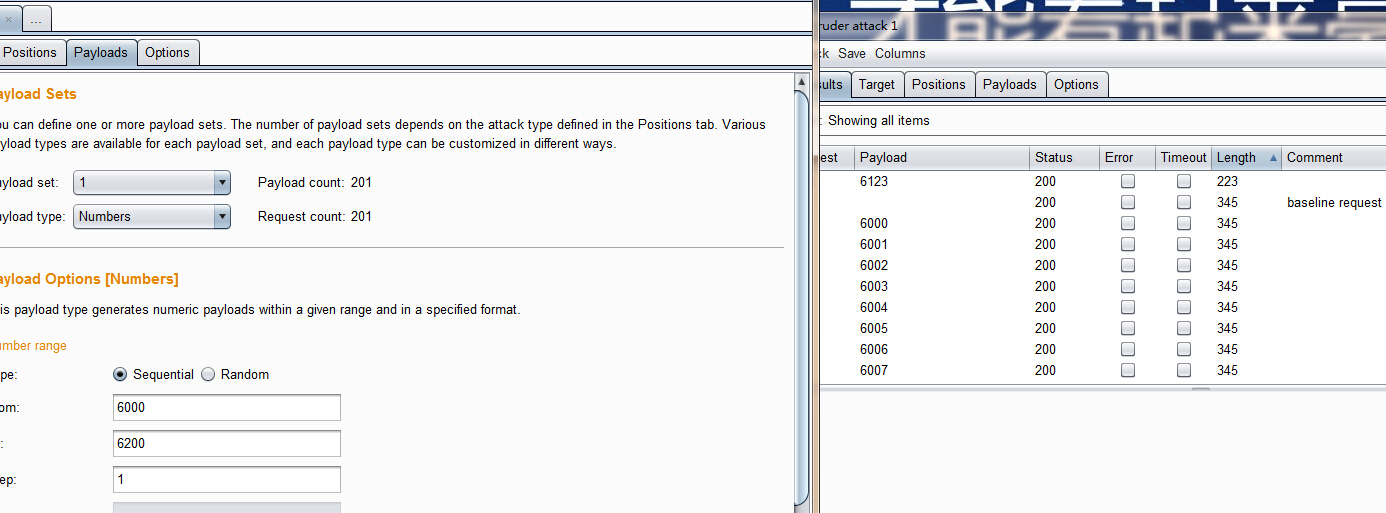 ...
Positions Payloads Options
ayload Sets
ou can define one or more payload sets. The number of payload sets depends on the attack type defined in the Positions tab. Various
yload types are available for each payload set, and each payload type can be customized in different ways.
ayload set: 1 Payload count: 201
ayload type: Numbers Request count: 201
ayload Options [Numbers]
is payload type generates numeric payloads within a given range and in a specified format.
umber range
pe: Sequential Random
om: 6000
: 6200
ep: 1
ruder attack 1
ck Save Columns
ults Target Positions Payloads Options
: Showing all items
est Payload Status Error Timeout Length Comment
6123 200 223
200 345 baseline request
6000 200 345
6001 200 345
6002 200 345
6003 200 345
6004 200 345
6005 200 345
6006 200 345
6007 200 345